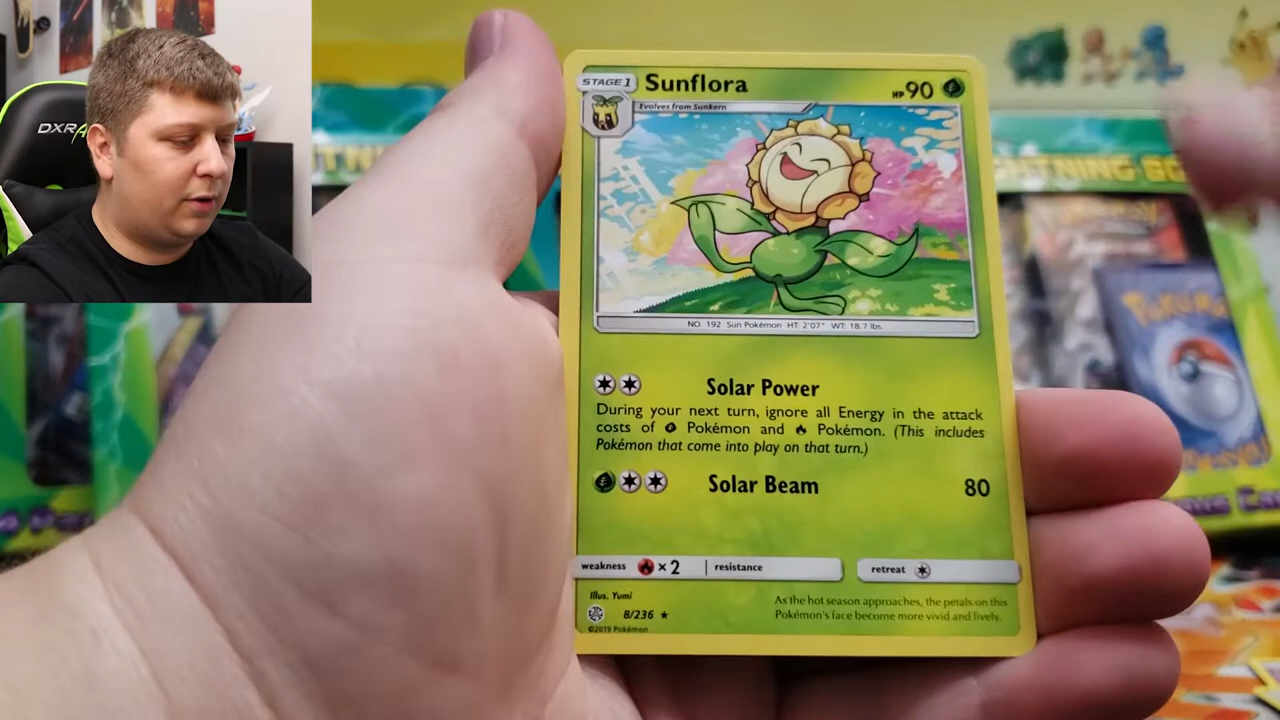 DXRA
STAGE 1
Sunflora
HP 90
Evolves from Sunkern
NO. 192 Sun Pokémon HT: 2'07" WT: 18.7 lbs.
Solar Power
During your next turn, ignore all Energy in the attack
costs of Pokémon and Pokémon. (This includes
Pokémon that come into play on that turn.)
Solar Beam 80
weakness × 2 resistance retreat
Illus. Yumi
8/236
©2019 Pokémon
As the hot season approaches, the petals on this
Pokémon's face become more vivid and lively.